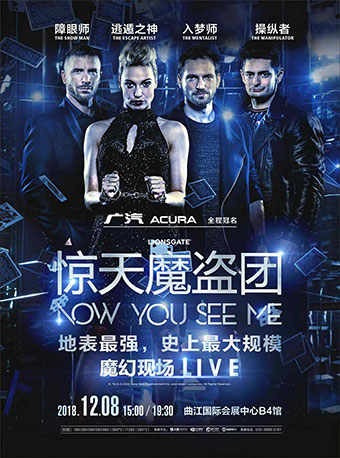 障眼师 逃遁之神 入梦师 操纵者
THE SHOW MAN THE ESCAPE ARTIST THE MENTALIST THE MANIPULATOR
广汽 ACURA 全程冠名
LIONSGATE
惊天魔盗团
NOW YOU SEE ME
地表最强，史上最大规模
魔幻现场 LIVE
2018.12.08 15:00 / 19:30 曲江国际会展中心B4馆